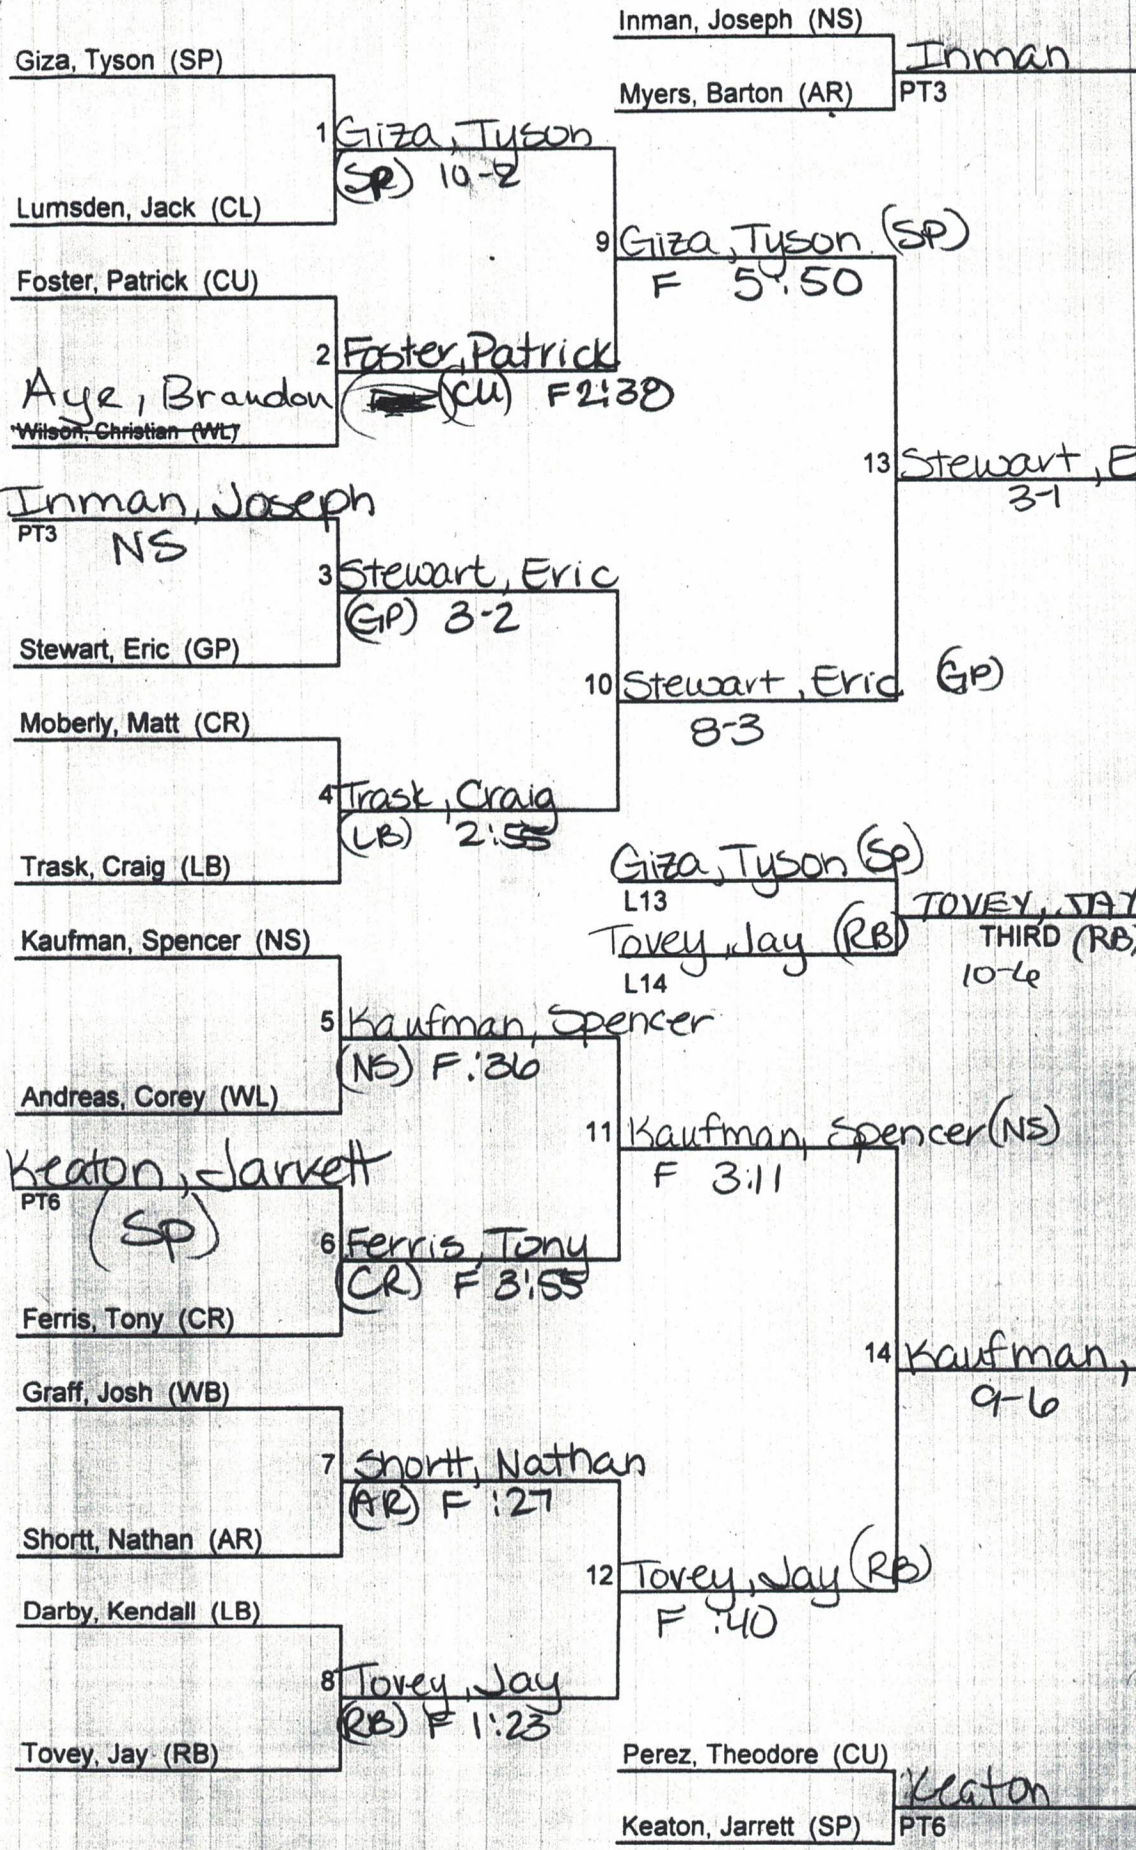 Inman, Joseph (NS)
Inman
Myers, Barton (AR)
PT3
Giza, Tyson (SP)
1 Giza, Tyson
(SP) 10-2
Lumsden, Jack (CL)
9 Giza, Tyson (SP)
F 5:50
Foster, Patrick (CU)
2 Foster, Patrick
(CU) F 2:38
Aye, Brandon
Wilson, Christian (WL)
13 Stewart, E
3-1
Inman, Joseph
PT3
NS
3 Stewart, Eric
(GP) 3-2
Stewart, Eric (GP)
10 Stewart, Eric (GP)
8-3
Moberly, Matt (CR)
4 Trask, Craig
(LB) 2:55
Trask, Craig (LB)
Giza, Tyson (SP)
L13
TOVEY, JAY
THIRD (RB)
10-6
Tovey, Jay (RB)
L14
Kaufman, Spencer (NS)
5 Kaufman, Spencer
(NS) F :36
Andreas, Corey (WL)
11 Kaufman, Spencer (NS)
F 3:11
Keaton, Jarrett
PT6
(SP)
6 Ferris, Tony
(CR) F 3:55
Ferris, Tony (CR)
14 Kaufman,
9-6
Graff, Josh (WB)
7 Shortt, Nathan
(AR) F :27
Shortt, Nathan (AR)
12 Tovey, Jay (RB)
F :40
Darby, Kendall (LB)
8 Tovey, Jay
(RB) F 1:23
Tovey, Jay (RB)
Perez, Theodore (CU)
Keaton
Keaton, Jarrett (SP)
PT6